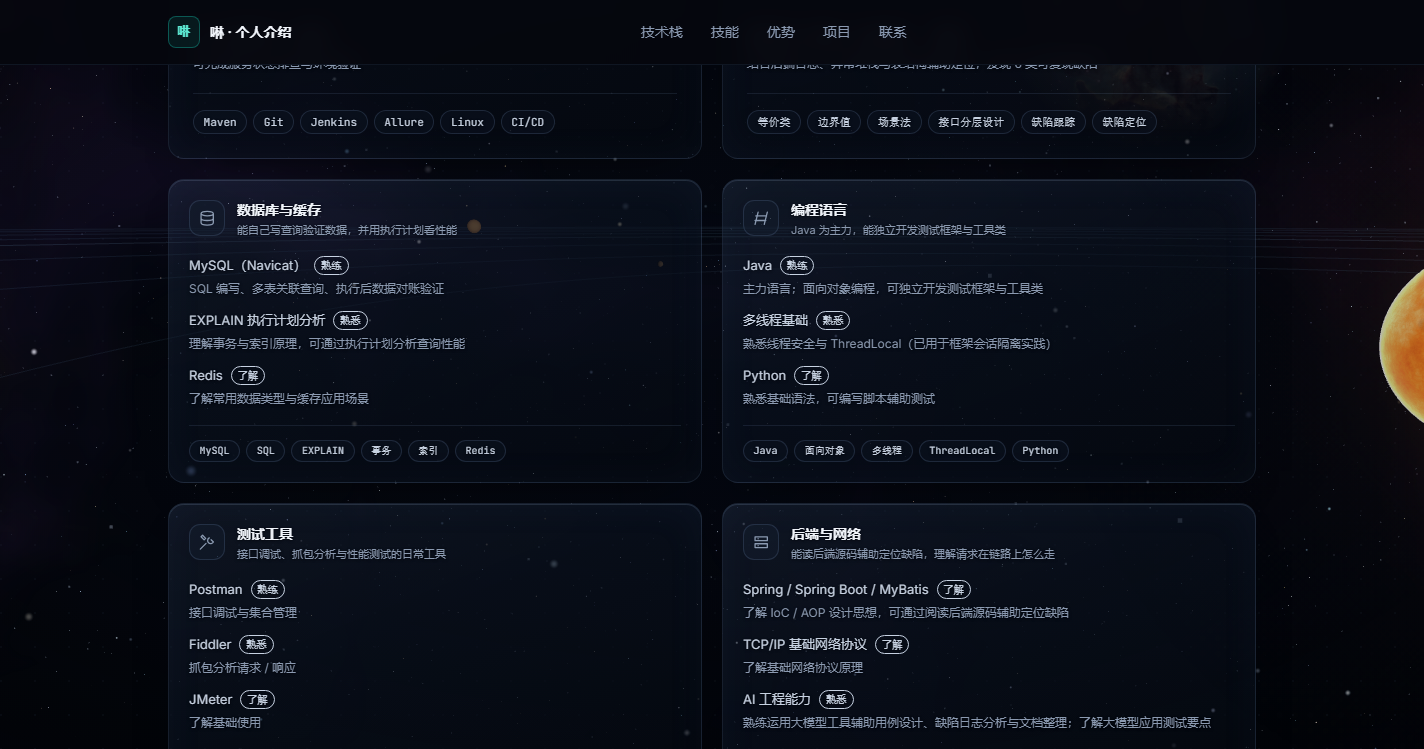 啉
啉 · 个人介绍
技术栈
技能
优势
项目
联系
Maven
Git
Jenkins
Allure
Linux
CI/CD
等价类
边界值
场景法
接口分层设计
缺陷跟踪
缺陷定位
数据库与缓存
能自己写查询验证数据，并用执行计划看性能
MySQL（Navicat） 熟练
SQL 编写、多表关联查询、执行后数据对账验证
EXPLAIN 执行计划分析 熟悉
理解事务与索引原理，可通过执行计划分析查询性能
Redis 了解
了解常用数据类型与缓存应用场景
MySQL
SQL
EXPLAIN
事务
索引
Redis
编程语言
Java 为主力，能独立开发测试框架与工具类
Java 熟练
主力语言；面向对象编程，可独立开发测试框架与工具类
多线程基础 熟悉
熟悉线程安全与 ThreadLocal（已用于框架会话隔离实践）
Python 了解
熟悉基础语法，可编写脚本辅助测试
Java
面向对象
多线程
ThreadLocal
Python
测试工具
接口调试、抓包分析与性能测试的日常工具
Postman 熟练
接口调试与集合管理
Fiddler 熟悉
抓包分析请求 / 响应
JMeter 了解
了解基础使用
后端与网络
能读后端源码辅助定位缺陷，理解请求在链路上怎么走
Spring / Spring Boot / MyBatis 了解
了解 IoC / AOP 设计思想，可通过阅读后端源码辅助定位缺陷
TCP/IP 基础网络协议 了解
了解基础网络协议原理
AI 工程能力 熟悉
熟练运用大模型工具辅助用例设计、缺陷日志分析与文档整理；了解大模型应用测试要点